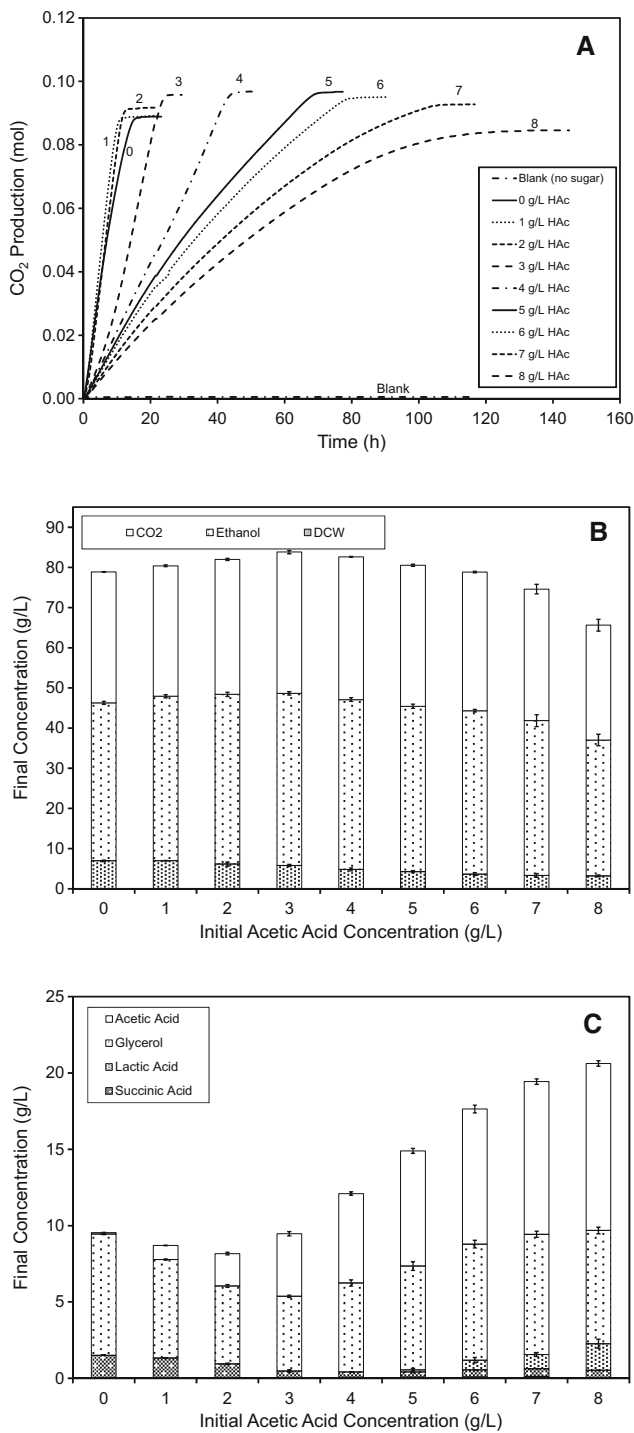 A
0.12
0.10
0.08
0.06
0.04
0.02
0.00
CO2 Production (mol)
0 20 40 60 80 100 120 140 160
Time (h)
1
2
0
3
4
5
6
7
8
Blank
Blank (no sugar)
0 g/L HAc
1 g/L HAc
2 g/L HAc
3 g/L HAc
4 g/L HAc
5 g/L HAc
6 g/L HAc
7 g/L HAc
8 g/L HAc
B
CO2 Ethanol DCW
90
80
70
60
50
40
30
20
10
0
Final Concentration (g/L)
0 1 2 3 4 5 6 7 8
Initial Acetic Acid Concentration (g/L)
C
Acetic Acid
Glycerol
Lactic Acid
Succinic Acid
25
20
15
10
5
0
Final Concentration (g/L)
0 1 2 3 4 5 6 7 8
Initial Acetic Acid Concentration (g/L)